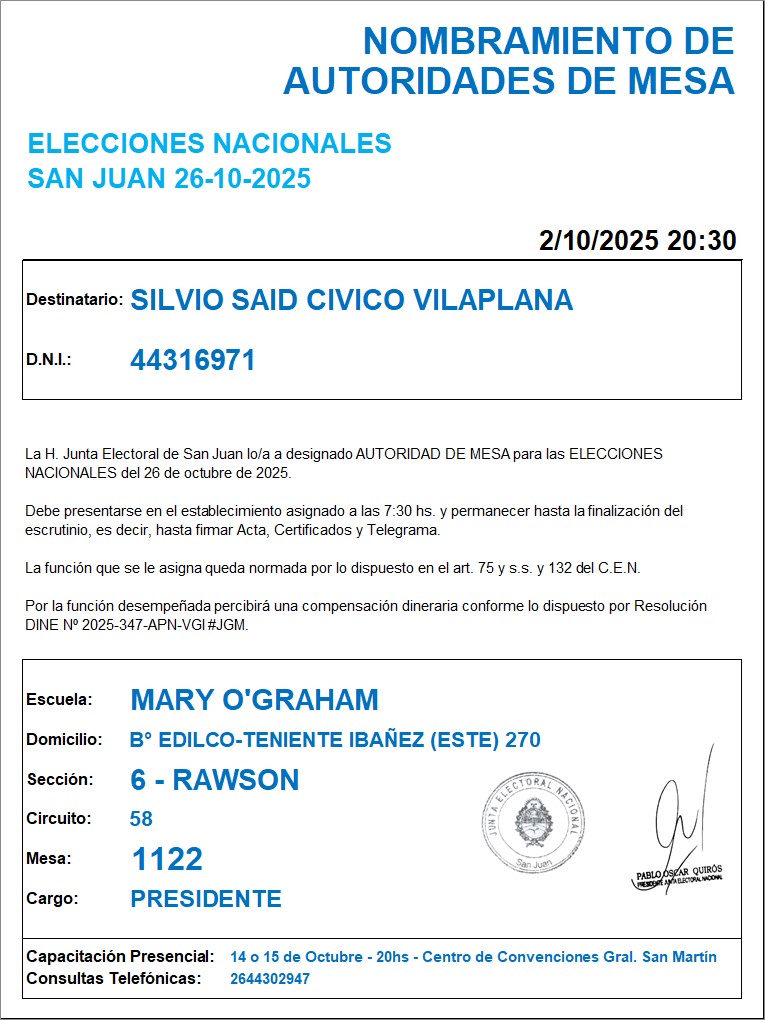 NOMBRAMIENTO DE
AUTORIDADES DE MESA
ELECCIONES NACIONALES
SAN JUAN 26-10-2025
2/10/2025 20:30
Destinatario: SILVIO SAID CIVICO VILAPLANA
D.N.I.: 44316971
La H. Junta Electoral de San Juan lo/a a designado AUTORIDAD DE MESA para las ELECCIONES
NACIONALES del 26 de octubre de 2025.
Debe presentarse en el establecimiento asignado a las 7:30 hs. y permanecer hasta la finalización del
escrutinio, es decir, hasta firmar Acta, Certificados y Telegrama.
La función que se le asigna queda normada por lo dispuesto en el art. 75 y s.s. y 132 del C.E.N.
Por la función desempeñada percibirá una compensación dineraria conforme lo dispuesto por Resolución
DINE Nº 2025-347-APN-VGI#JGM.
Escuela: MARY O'GRAHAM
Domicilio: B° EDILCO-TENIENTE IBAÑEZ (ESTE) 270
Sección: 6 - RAWSON
Circuito: 58
Mesa: 1122
Cargo: PRESIDENTE
JUNTA ELECTORAL NACIONAL
San Juan
PABLO OSCAR QUIRÓS
PRESIDENTE JUNTA ELECTORAL NACIONAL
Capacitación Presencial: 14 o 15 de Octubre - 20hs - Centro de Convenciones Gral. San Martín
Consultas Telefónicas: 2644302947